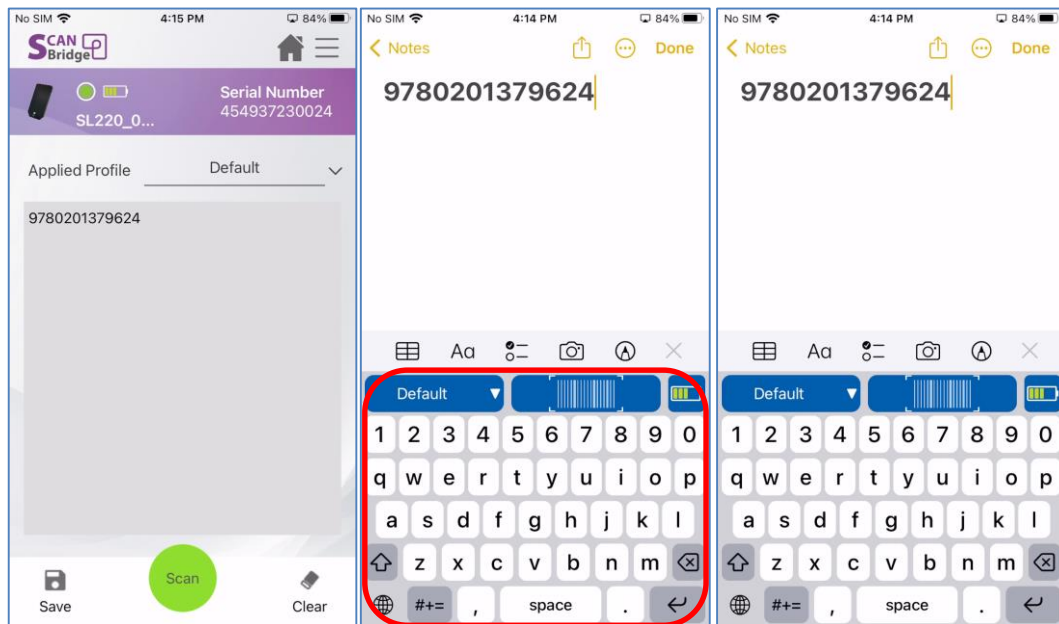 No SIM 4:15 PM 84%
SCAN
Bridge
SL220_0...
Serial Number
454937230024
Applied Profile Default
9780201379624
Save
Scan
Clear
No SIM 4:14 PM 84%
Notes Done
9780201379624
Aa
Default
1 2 3 4 5 6 7 8 9 0
q w e r t y u i o p
a s d f g h j k l
z x c v b n m
#+= , space .
No SIM 4:14 PM 84%
Notes Done
9780201379624
Aa
Default
1 2 3 4 5 6 7 8 9 0
q w e r t y u i o p
a s d f g h j k l
z x c v b n m
#+= , space .